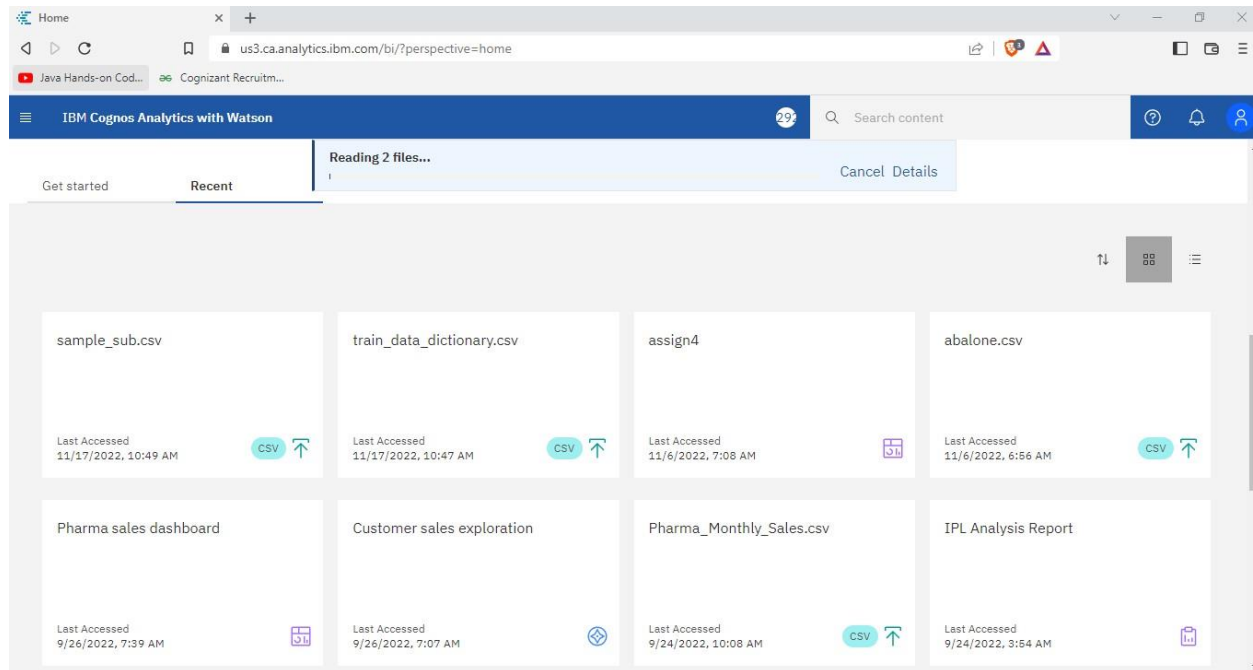 Home
us3.ca.analytics.ibm.com/bi/?perspective=home
Java Hands-on Cod... Cognizant Recruitm...
IBM Cognos Analytics with Watson
Search content
Reading 2 files...
Cancel Details
Get started Recent
sample_sub.csv
Last Accessed
11/17/2022, 10:49 AM
CSV
train_data_dictionary.csv
Last Accessed
11/17/2022, 10:47 AM
CSV
assign4
Last Accessed
11/6/2022, 7:08 AM
abalone.csv
Last Accessed
11/6/2022, 6:56 AM
CSV
Pharma sales dashboard
Last Accessed
9/26/2022, 7:39 AM
Customer sales exploration
Last Accessed
9/26/2022, 7:07 AM
Pharma_Monthly_Sales.csv
Last Accessed
9/24/2022, 10:08 AM
CSV
IPL Analysis Report
Last Accessed
9/24/2022, 3:54 AM